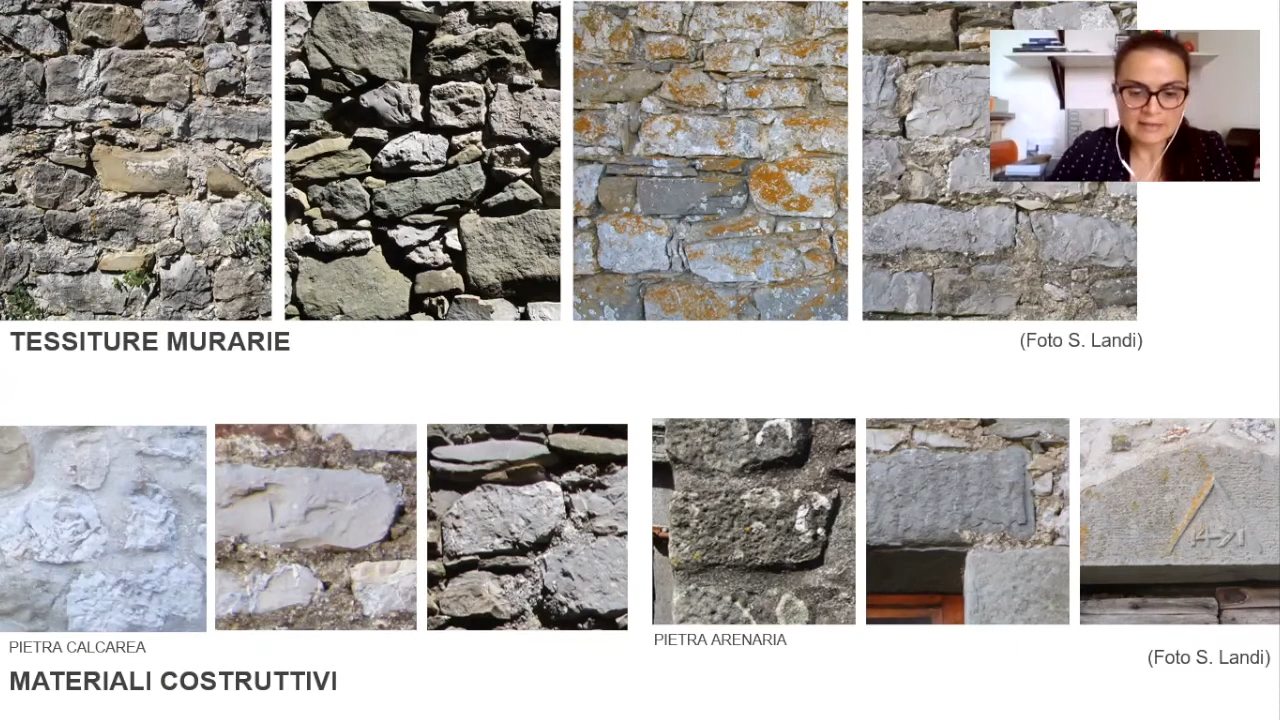 TESSITURE MURARIE
(Foto S. Landi)
PIETRA CALCAREA
PIETRA ARENARIA
(Foto S. Landi)
MATERIALI COSTRUTTIVI